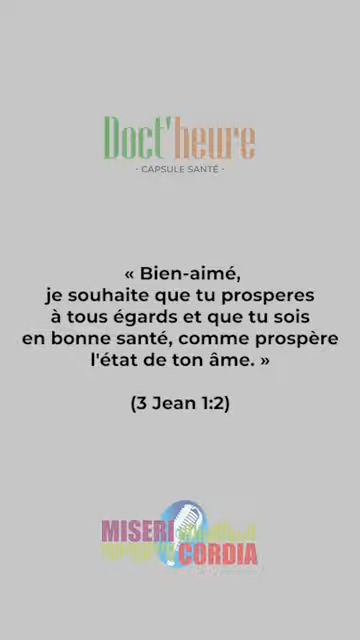 Doct'heure
- CAPSULE SANTÉ -
« Bien-aimé,
je souhaite que tu prosperes
à tous égards et que tu sois
en bonne santé, comme prospère
l'état de ton âme. »
(3 Jean 1:2)
MISERI
CORDIA